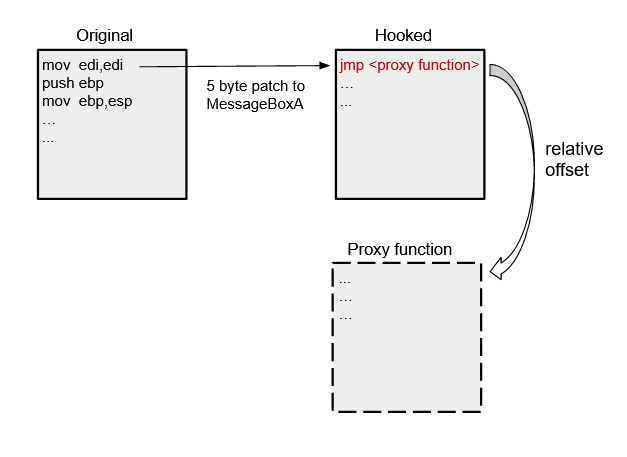 Original
mov  edi,edi
push ebp
mov  ebp,esp
…
...
5 byte patch to
MessageBoxA
Hooked
jmp <proxy function>
…
...
relative
offset
Proxy function
...
…
…